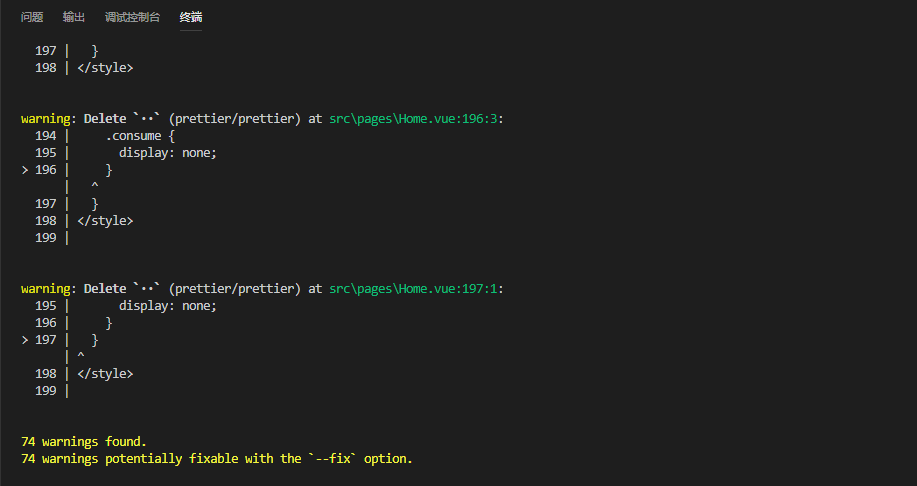 问题 输出 调试控制台 终端
197 |   }
198 | </style>
warning: Delete `··` (prettier/prettier) at src\pages\Home.vue:196:3:
194 |     .consume {
195 |       display: none;
> 196 |     }
|   ^
197 |   }
198 | </style>
199 |
warning: Delete `··` (prettier/prettier) at src\pages\Home.vue:197:1:
195 |       display: none;
196 |     }
> 197 |   }
| ^
198 | </style>
199 |
74 warnings found.
74 warnings potentially fixable with the `--fix` option.